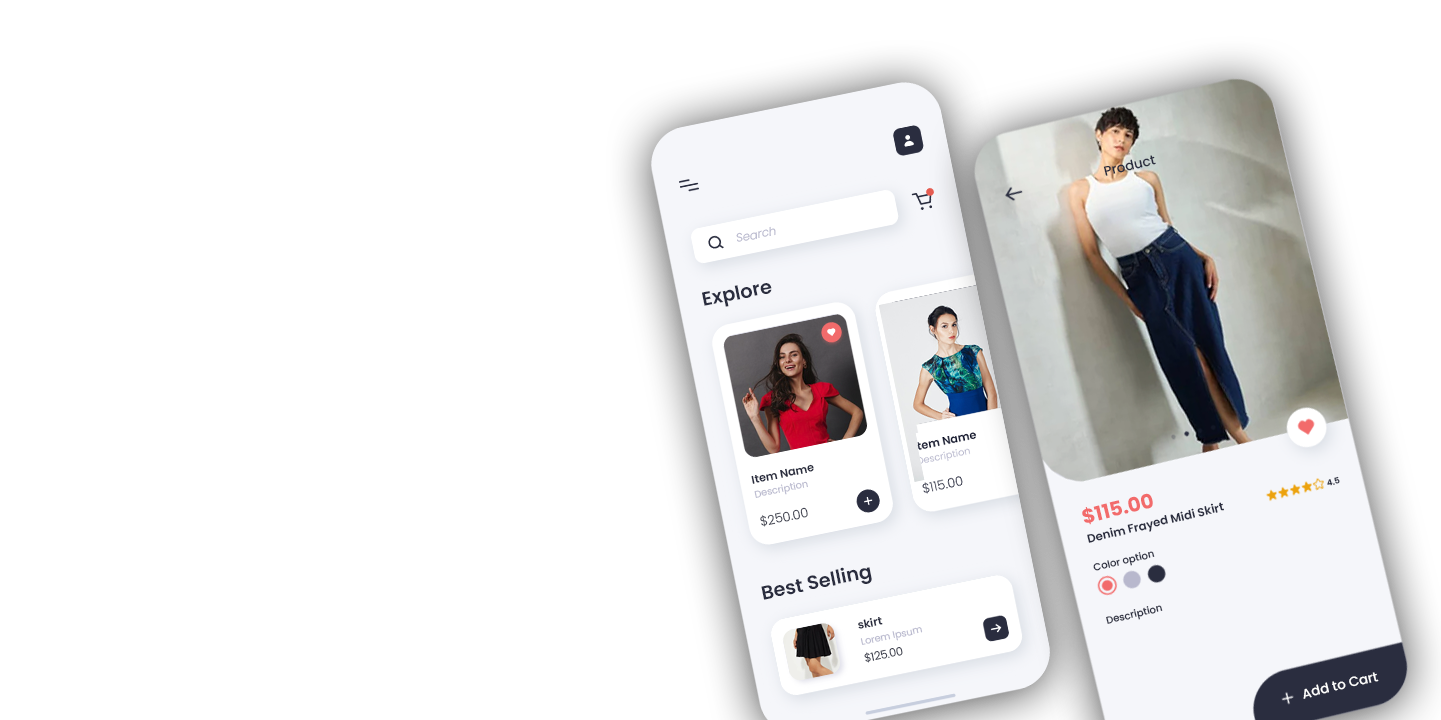 Search
Explore
Item Name
Description
$250.00
tem Name
Description
$115.00
Best Selling
skirt
Lorem Ipsum
$125.00
Product
$115.00
4.5
Denim Frayed Midi Skirt
Color option
Description
Add to Cart